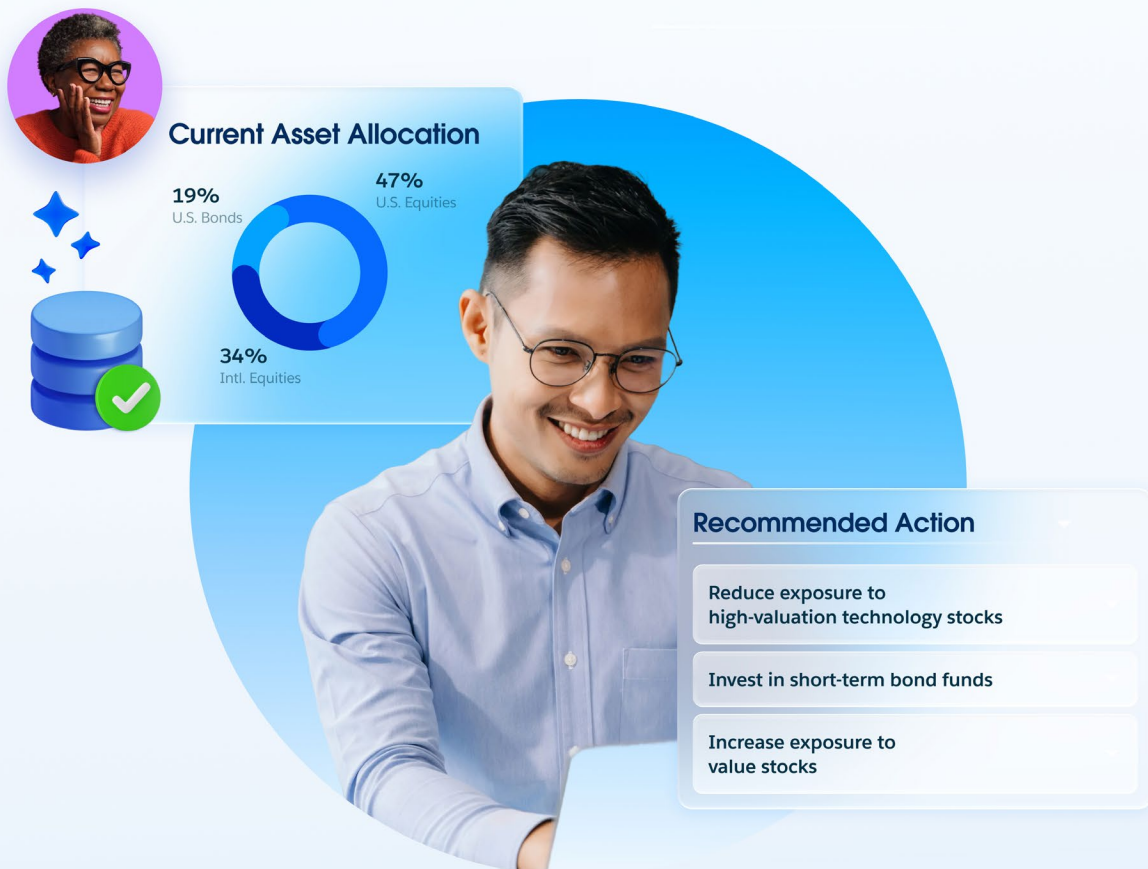 Current Asset Allocation
19%
U.S. Bonds
47%
U.S. Equities
34%
Intl. Equities
Recommended Action
Reduce exposure to
high-valuation technology stocks
Invest in short-term bond funds
Increase exposure to
value stocks